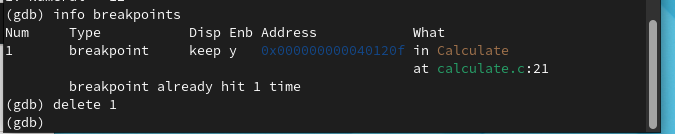 (gdb) info breakpoints
Num Type Disp Enb Address What
1 breakpoint keep y 0x000000000040120f in Calculate
at calculate.c:21
breakpoint already hit 1 time
(gdb) delete 1
(gdb)